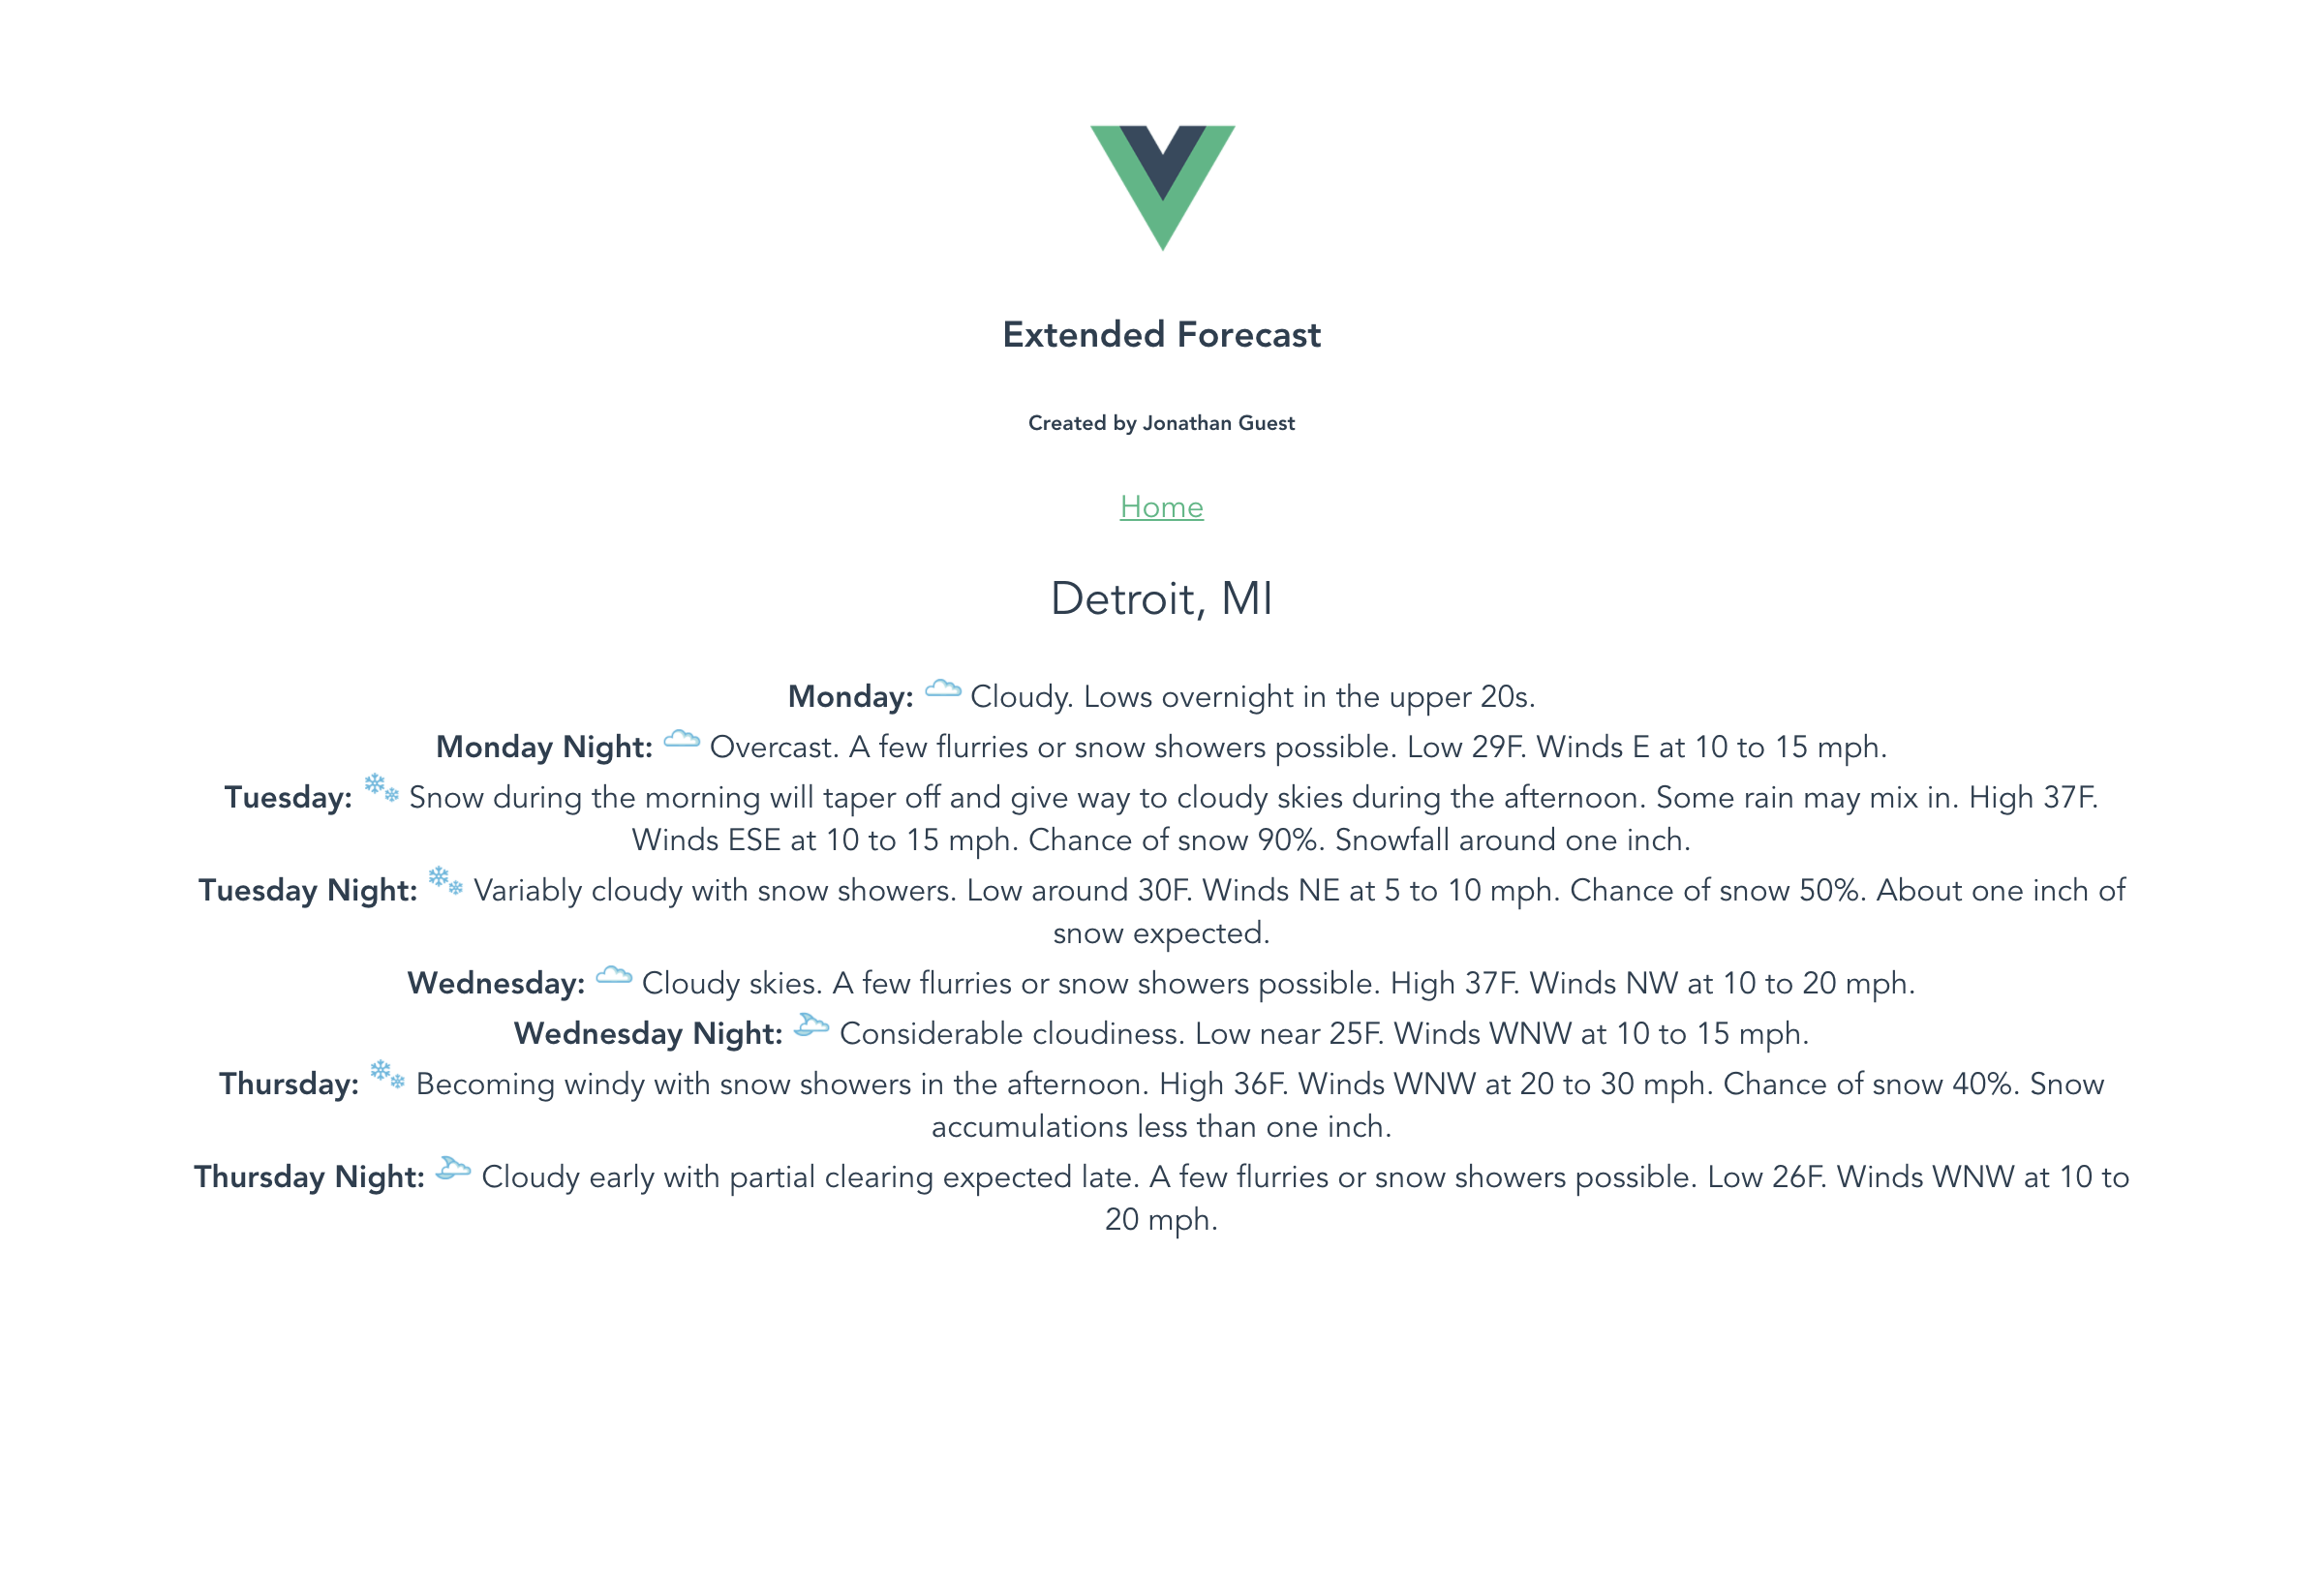 Extended Forecast
Created by Jonathan Guest
Home
Detroit, MI
Monday: Cloudy. Lows overnight in the upper 20s.
Monday Night: Overcast. A few flurries or snow showers possible. Low 29F. Winds E at 10 to 15 mph.
Tuesday: Snow during the morning will taper off and give way to cloudy skies during the afternoon. Some rain may mix in. High 37F.
Winds ESE at 10 to 15 mph. Chance of snow 90%. Snowfall around one inch.
Tuesday Night: Variably cloudy with snow showers. Low around 30F. Winds NE at 5 to 10 mph. Chance of snow 50%. About one inch of
snow expected.
Wednesday: Cloudy skies. A few flurries or snow showers possible. High 37F. Winds NW at 10 to 20 mph.
Wednesday Night: Considerable cloudiness. Low near 25F. Winds WNW at 10 to 15 mph.
Thursday: Becoming windy with snow showers in the afternoon. High 36F. Winds WNW at 20 to 30 mph. Chance of snow 40%. Snow
accumulations less than one inch.
Thursday Night: Cloudy early with partial clearing expected late. A few flurries or snow showers possible. Low 26F. Winds WNW at 10 to
20 mph.